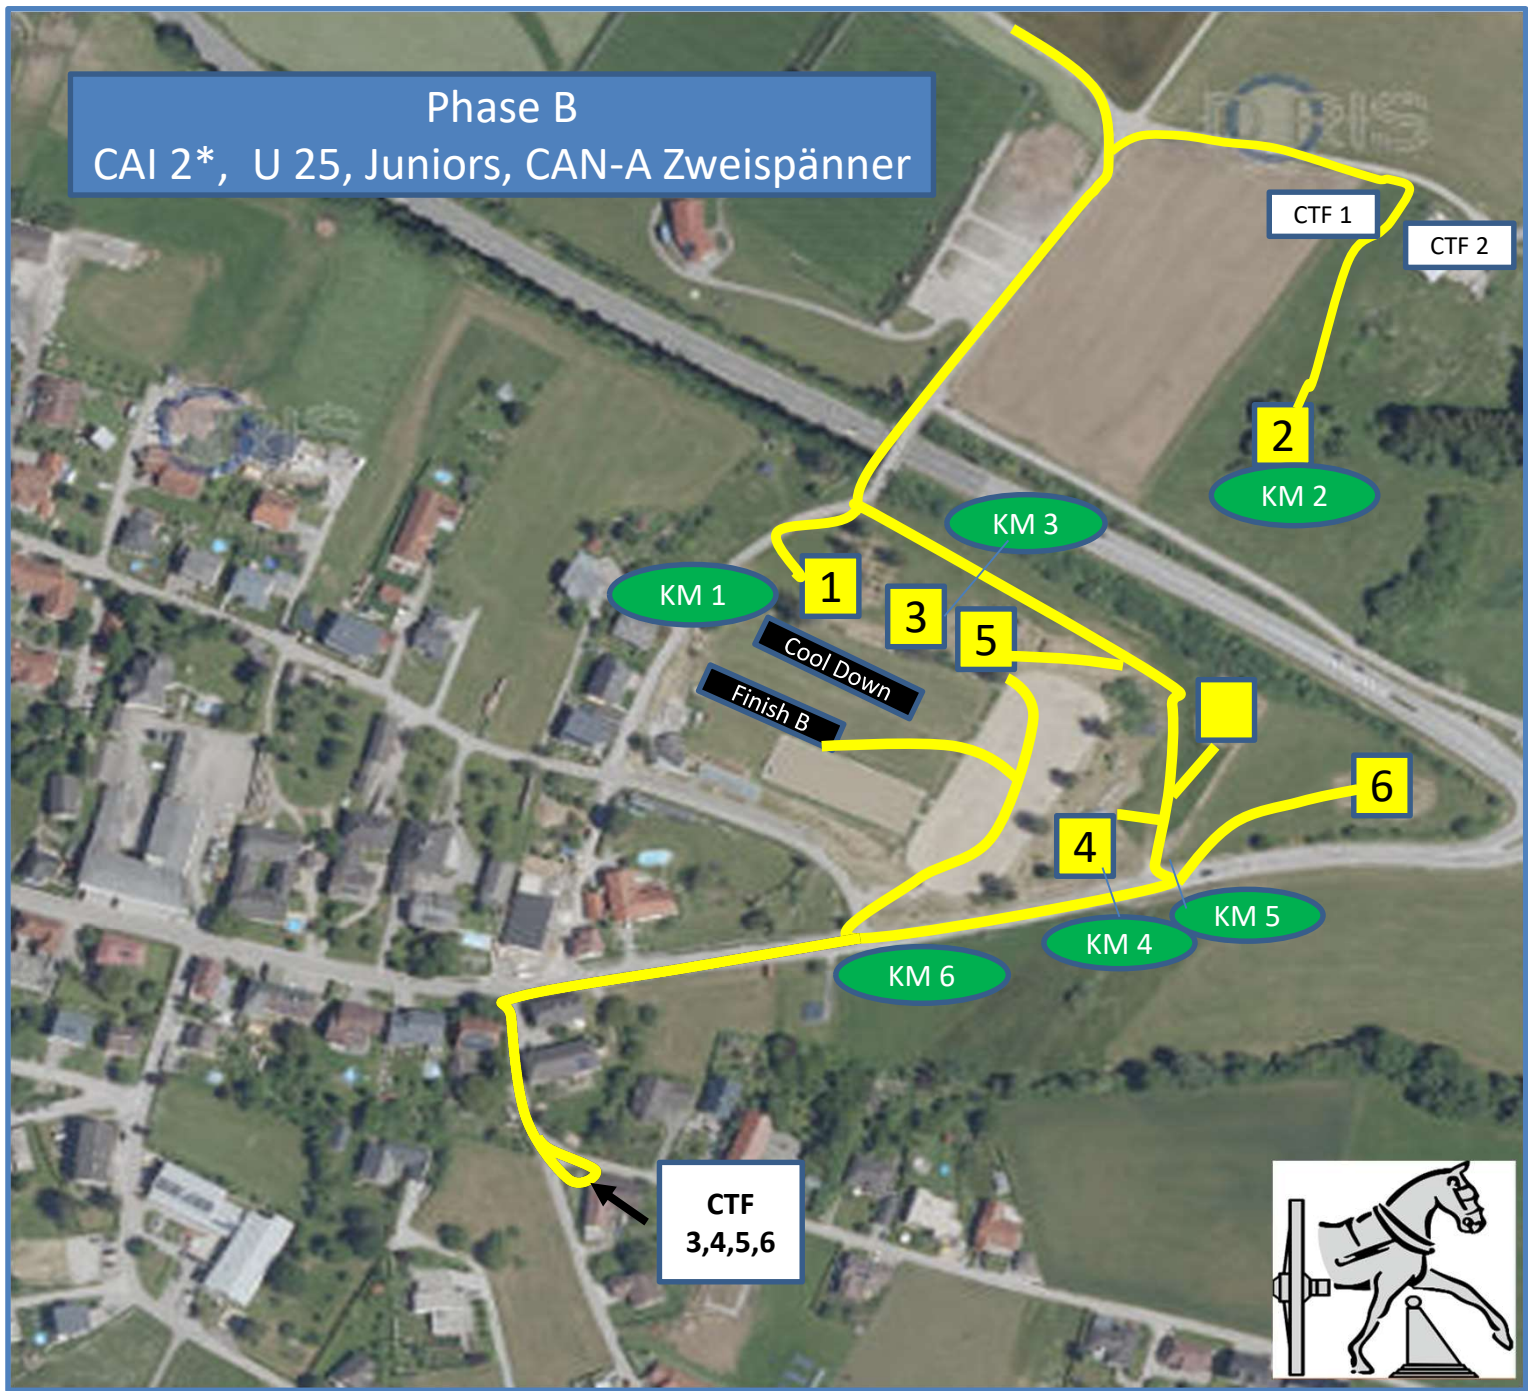 Phase B
CAI 2*, U 25, Juniors, CAN-A Zweispänner
CTF 1
CTF 2
2
KM 2
KM 3
KM 1
1
3
5
Cool Down
Finish B
6
4
KM 5
KM 4
KM 6
CTF
3,4,5,6